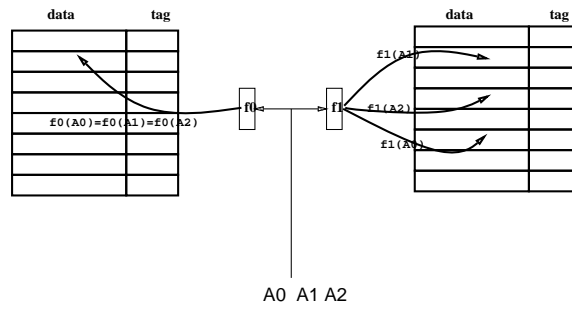 data tag
data tag
f1(A1)
f0
f1
f1(A2)
f0(A0)=f0(A1)=f0(A2)
f1(A0)
A0 A1 A2